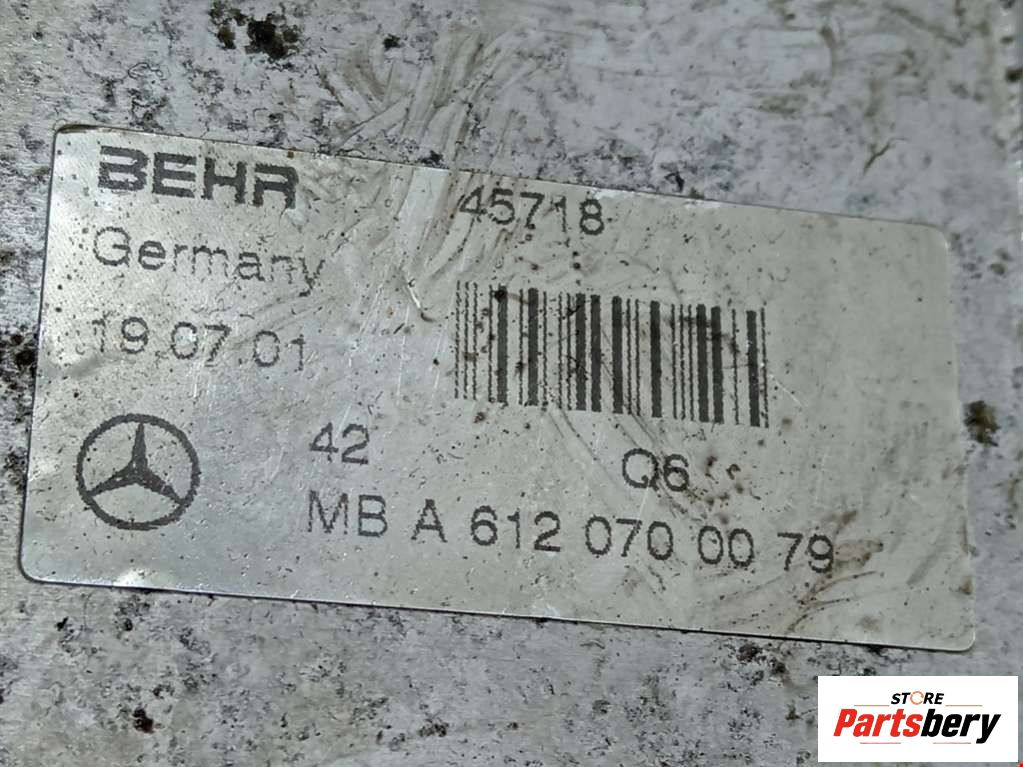 BEHR 45718
Germany
19.07.01
42 Q6
MB A 612 070 00 79
STORE
Partsbery